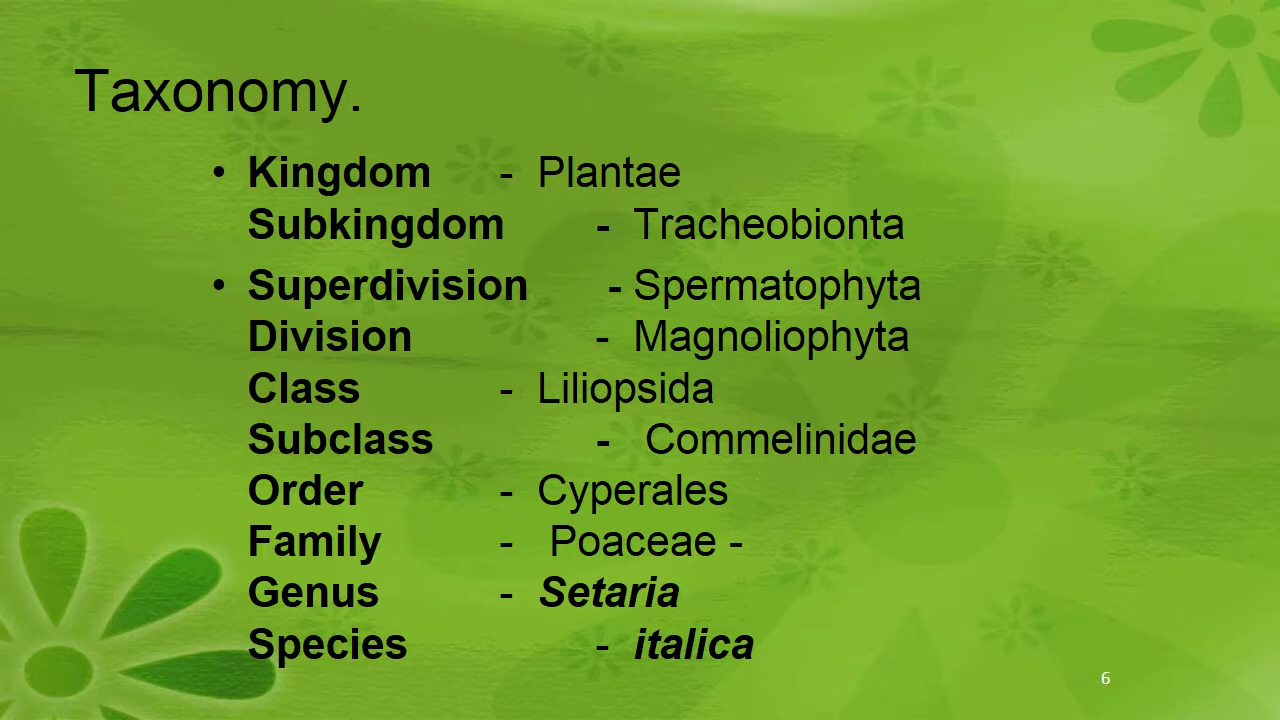 Taxonomy.
• Kingdom - Plantae
Subkingdom - Tracheobionta
• Superdivision - Spermatophyta
Division - Magnoliophyta
Class - Liliopsida
Subclass - Commelinidae
Order - Cyperales
Family - Poaceae -
Genus - Setaria
Species - italica
6